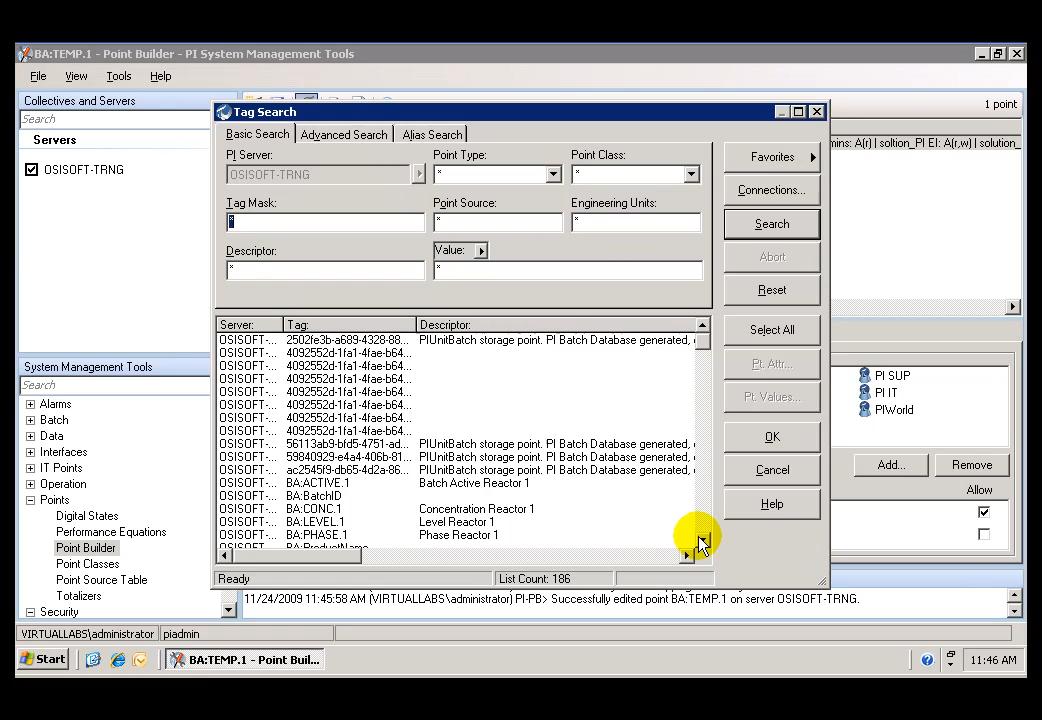 BA:TEMP.1 - Point Builder - PI System Management Tools
File View Tools Help
Collectives and Servers
Search
Servers
OSISOFT-TRNG
1 point
mins: A(r) | soltion_PI EI: A(r,w) | solution_
Tag Search
Basic Search Advanced Search Alias Search
PI Server: Point Type: Point Class:
OSISOFT-TRNG * *
Tag Mask: Point Source: Engineering Units:
* * *
Descriptor: Value:
* *
Favorites
Connections...
Search
Abort
Reset
Select All
Pt. Attr...
Pt. Values...
OK
Cancel
Help
Server: Tag: Descriptor:
OSISOFT-... 2502fe3b-a689-4328-88... PIUnitBatch storage point. PI Batch Database generated,
OSISOFT-... 4092552d-1fa1-4fae-b64...
OSISOFT-... 4092552d-1fa1-4fae-b64...
OSISOFT-... 4092552d-1fa1-4fae-b64...
OSISOFT-... 4092552d-1fa1-4fae-b64...
OSISOFT-... 4092552d-1fa1-4fae-b64...
OSISOFT-... 4092552d-1fa1-4fae-b64...
OSISOFT-... 4092552d-1fa1-4fae-b64...
OSISOFT-... 56113ab9-bfd5-4751-ad... PIUnitBatch storage point. PI Batch Database generated,
OSISOFT-... 59840929-e4a4-406b-81... PIUnitBatch storage point. PI Batch Database generated,
OSISOFT-... ac2545f9-db65-4d2a-86... PIUnitBatch storage point. PI Batch Database generated,
OSISOFT-... BA:ACTIVE.1 Batch Active Reactor 1
OSISOFT-... BA:BatchID
OSISOFT-... BA:CONC.1 Concentration Reactor 1
OSISOFT-... BA:LEVEL.1 Level Reactor 1
OSISOFT-... BA:PHASE.1 Phase Reactor 1
OSISOFT-... BA:ProductName
Ready List Count: 186
System Management Tools
Search
Alarms
Batch
Data
Interfaces
IT Points
Operation
Points
Digital States
Performance Equations
Point Builder
Point Classes
Point Source Table
Totalizers
Security
PI SUP
PI IT
PIWorld
Add... Remove
Allow
11/24/2009 11:45:58 AM (VIRTUALLABS\administrator) PI-PB> Successfully edited point BA:TEMP.1 on server OSISOFT-TRNG.
VIRTUALLABS\administrator piadmin
Start BA:TEMP.1 - Point Buil... 11:46 AM